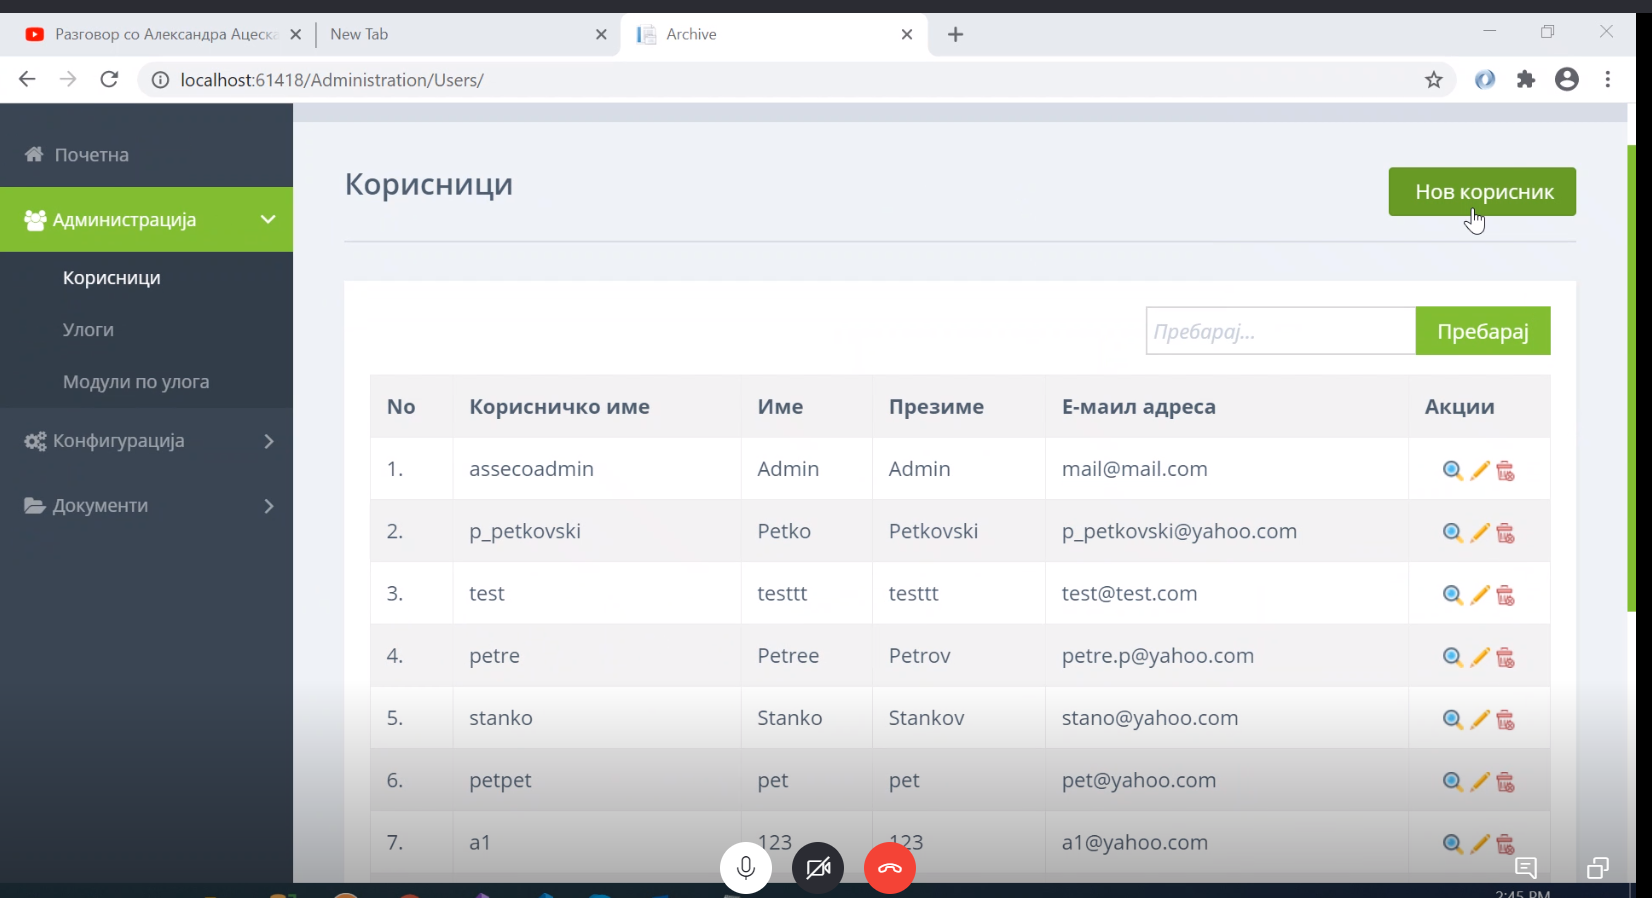 Разговор со Александра Ацеска
New Tab
Archive
localhost:61418/Administration/Users/
Почетна
Администрација
Корисници
Улоги
Модули по улога
Конфигурација
Документи
Корисници
Нов корисник
Пребарај...
Пребарај
No Корисничко име Име Презиме Е-маил адреса Акции
1. assecoadmin Admin Admin mail@mail.com
2. p_petkovski Petko Petkovski p_petkovski@yahoo.com
3. test testtt testtt test@test.com
4. petre Petree Petrov petre.p@yahoo.com
5. stanko Stanko Stankov stano@yahoo.com
6. petpet pet pet pet@yahoo.com
7. a1 123 123 a1@yahoo.com
2:45 PM